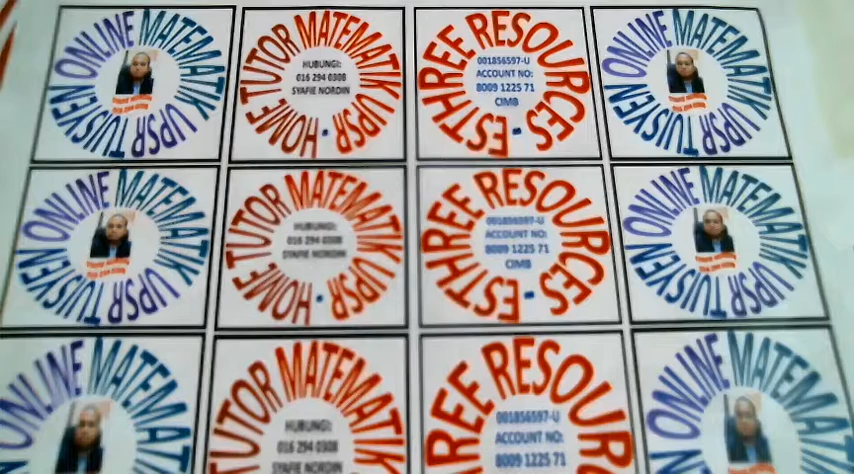 TUISYEN ONLINE MATEMATIK UPSR
HOME TUTOR MATEMATIK UPSR -
HUBUNGI:
016 294 0308
SYAFIE NORDIN
ESTHREE RESOURCES -
001856597-U
ACCOUNT NO:
8009 1225 71
CIMB
TUISYEN ONLINE MATEMATIK UPSR
TUISYEN ONLINE MATEMATIK UPSR
HOME TUTOR MATEMATIK UPSR -
HUBUNGI:
016 294 0308
SYAFIE NORDIN
ESTHREE RESOURCES -
001856597-U
ACCOUNT NO:
8009 1225 71
CIMB
TUISYEN ONLINE MATEMATIK UPSR
ONLINE MATEMATIK
TUTOR MATEMATIK
HUBUNGI:
016 294 0308
SYAFIE NORDIN
REE RESOUR
001856597-U
ACCOUNT NO:
8009 1225 71
ONLINE MATEMATIK